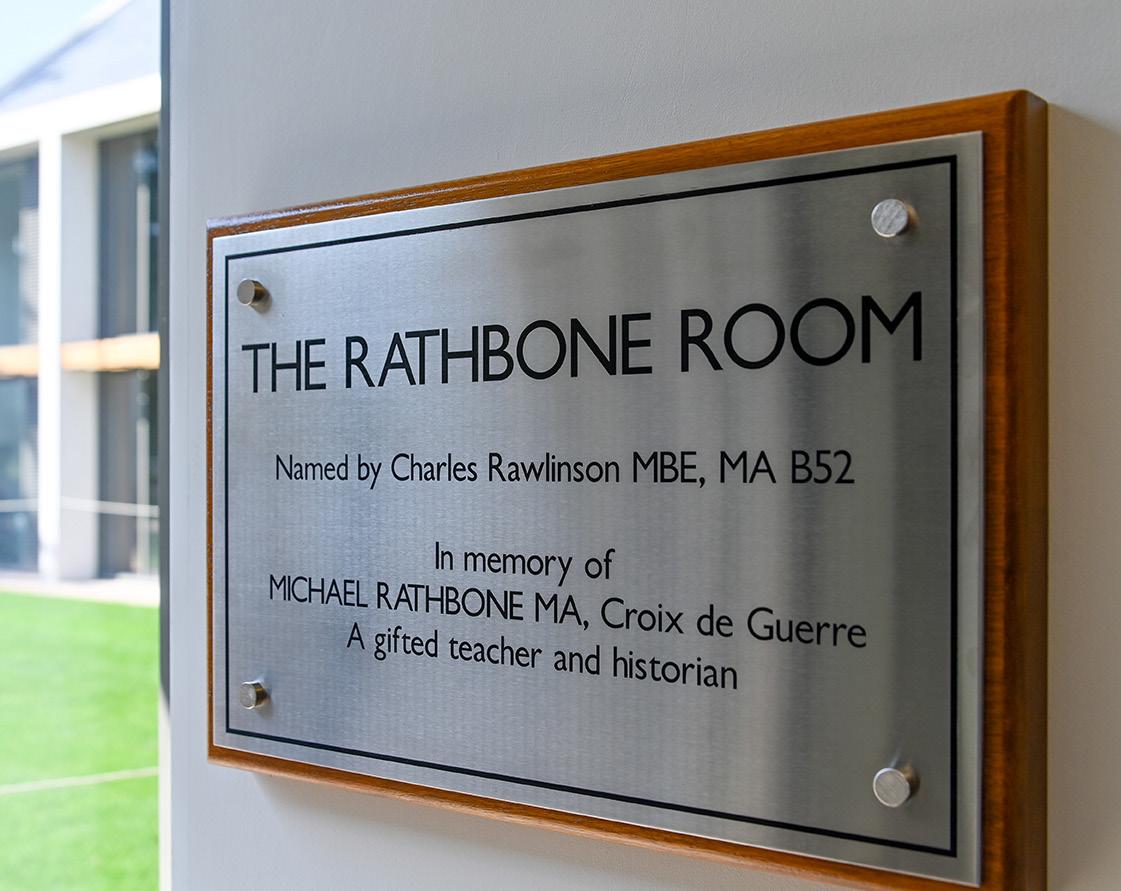 THE RATHBONE ROOM
Named by Charles Rawlinson MBE, MA B52
In memory of
MICHAEL RATHBONE MA, Croix de Guerre
A gifted teacher and historian